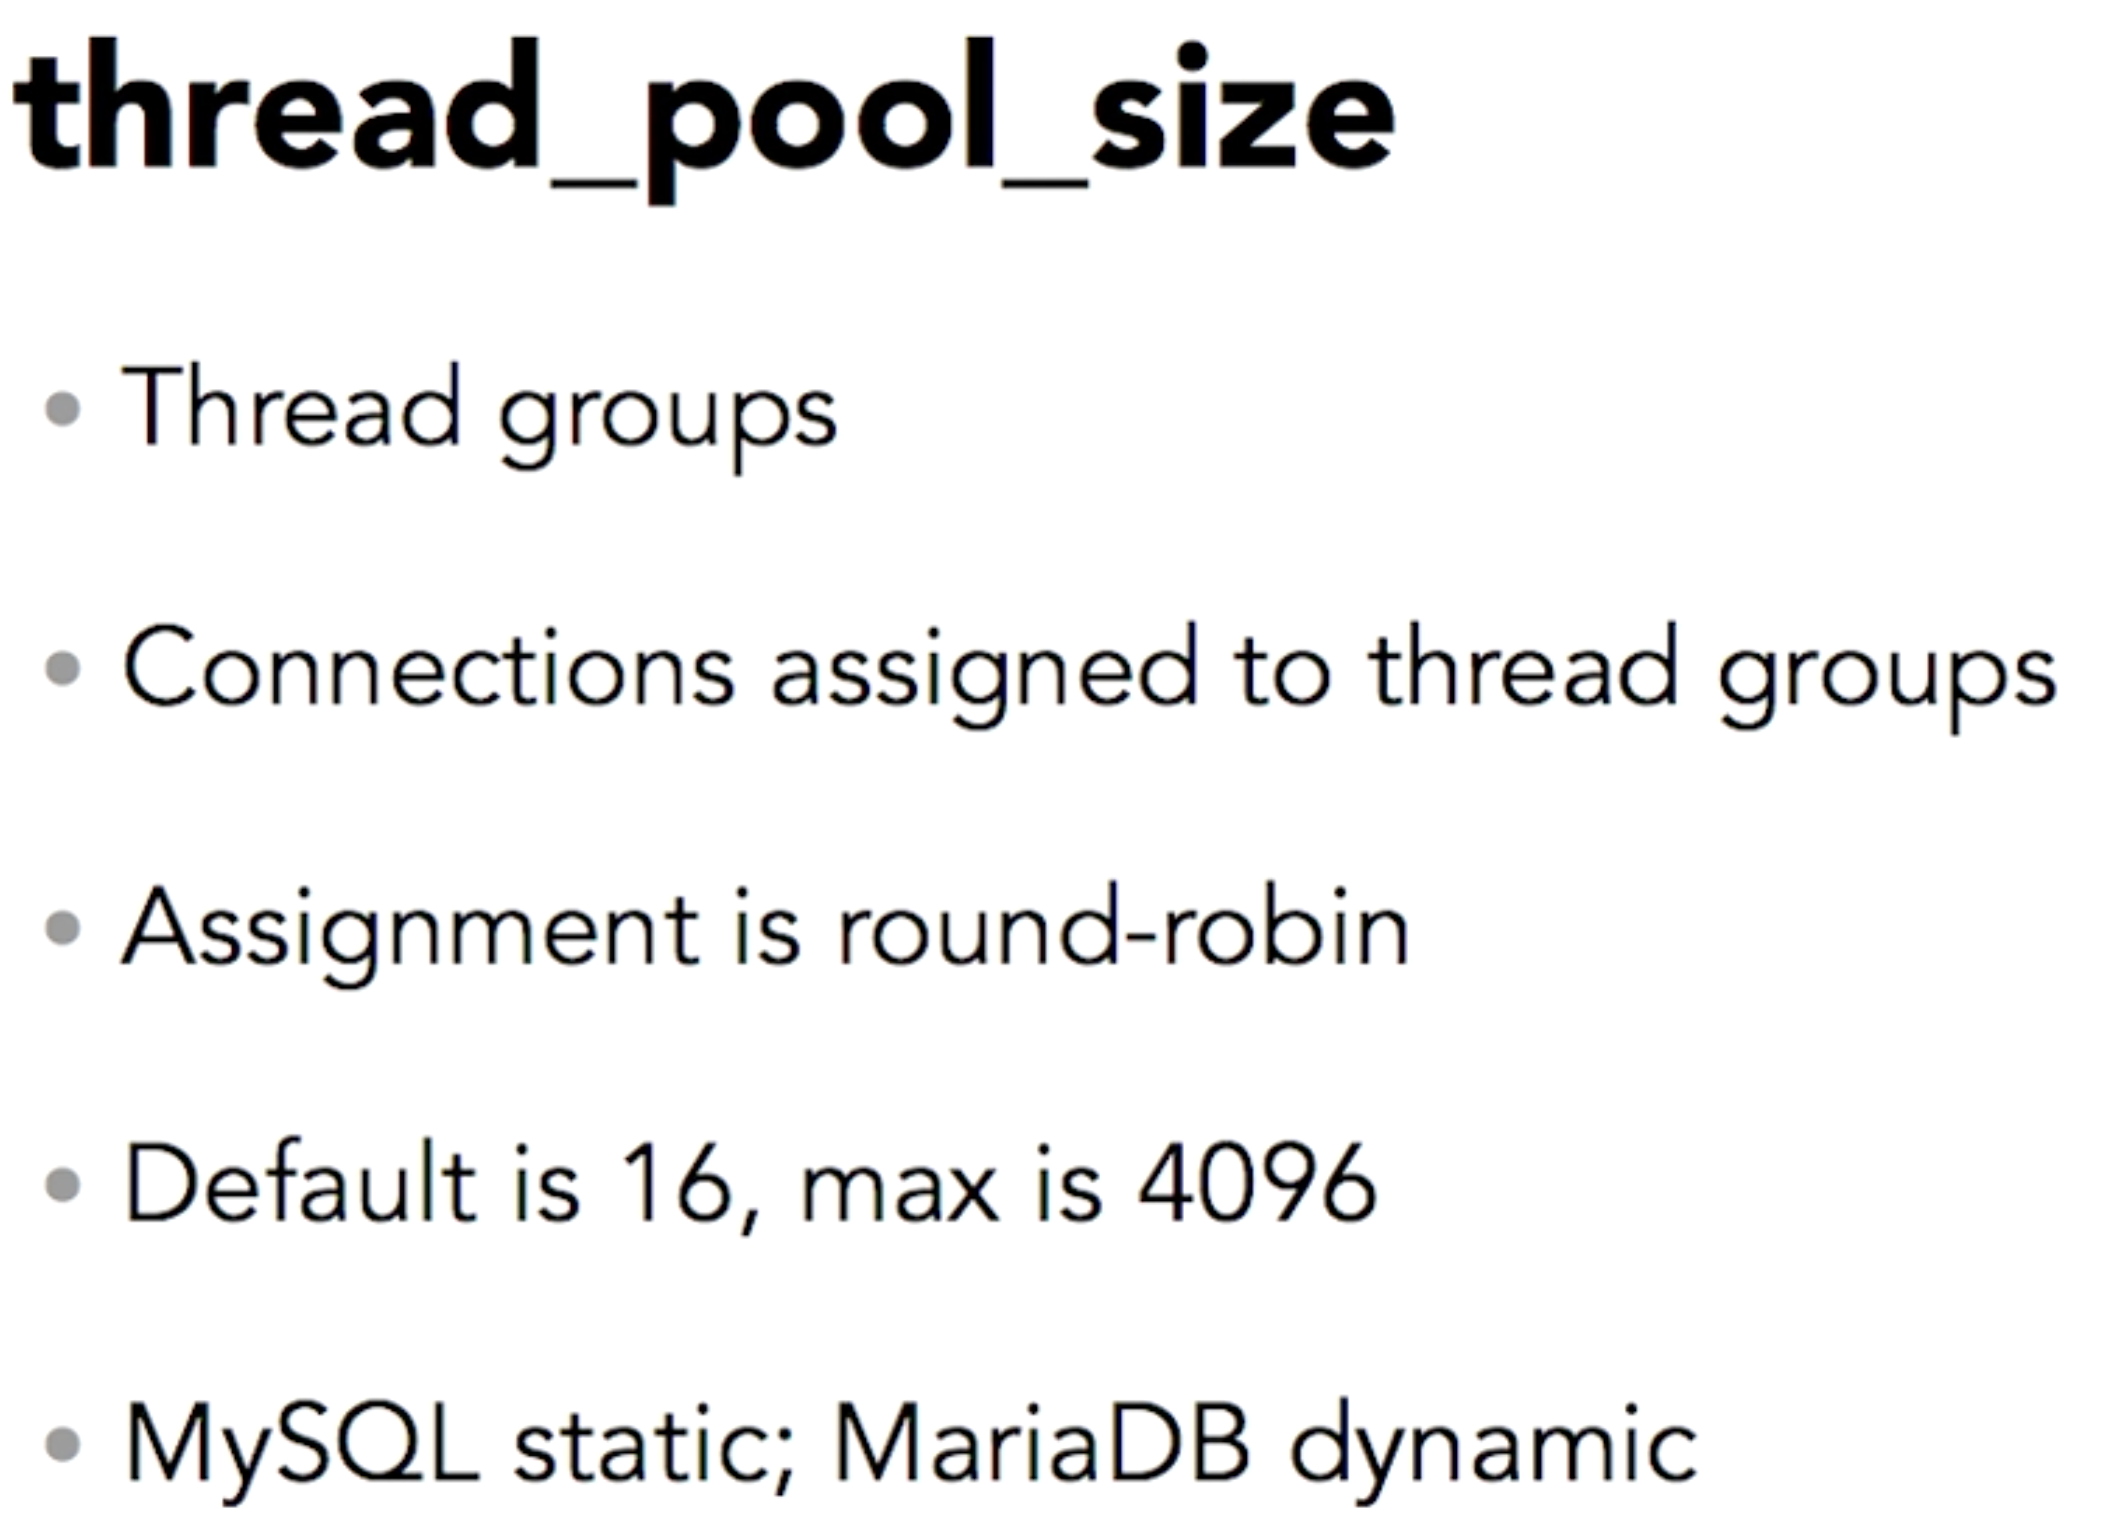 thread_pool_size
• Thread groups
• Connections assigned to thread groups
• Assignment is round-robin
• Default is 16, max is 4096
• MySQL static; MariaDB dynamic